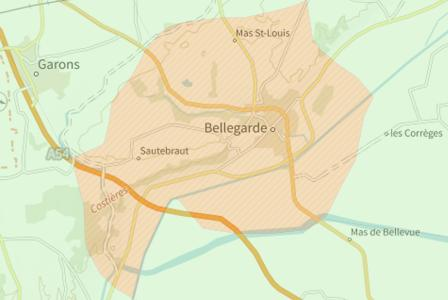 Mas St-Louis
Garons
Bellegarde
les Corrèges
A54
Sautebraut
Costières
Mas de Bellevue